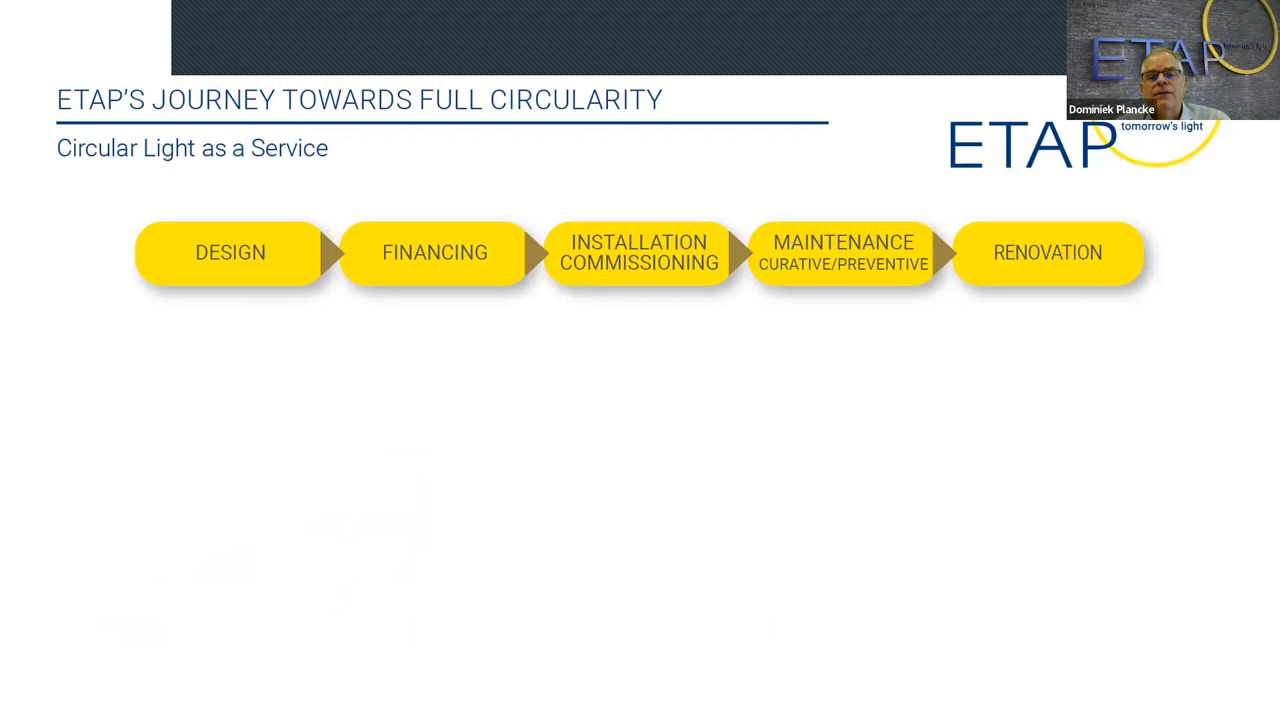 ETAP
Dominiek Plancke
ETAP'S JOURNEY TOWARDS FULL CIRCULARITY
Circular Light as a Service
ETAP
tomorrow's light
DESIGN
FINANCING
INSTALLATION
COMMISSIONING
MAINTENANCE
CURATIVE/PREVENTIVE
RENOVATION